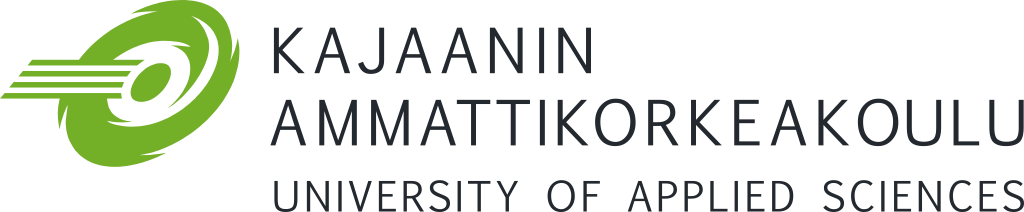 KAJAANIN
AMMATTIKORKEAKOULU
UNIVERSITY OF APPLIED SCIENCES